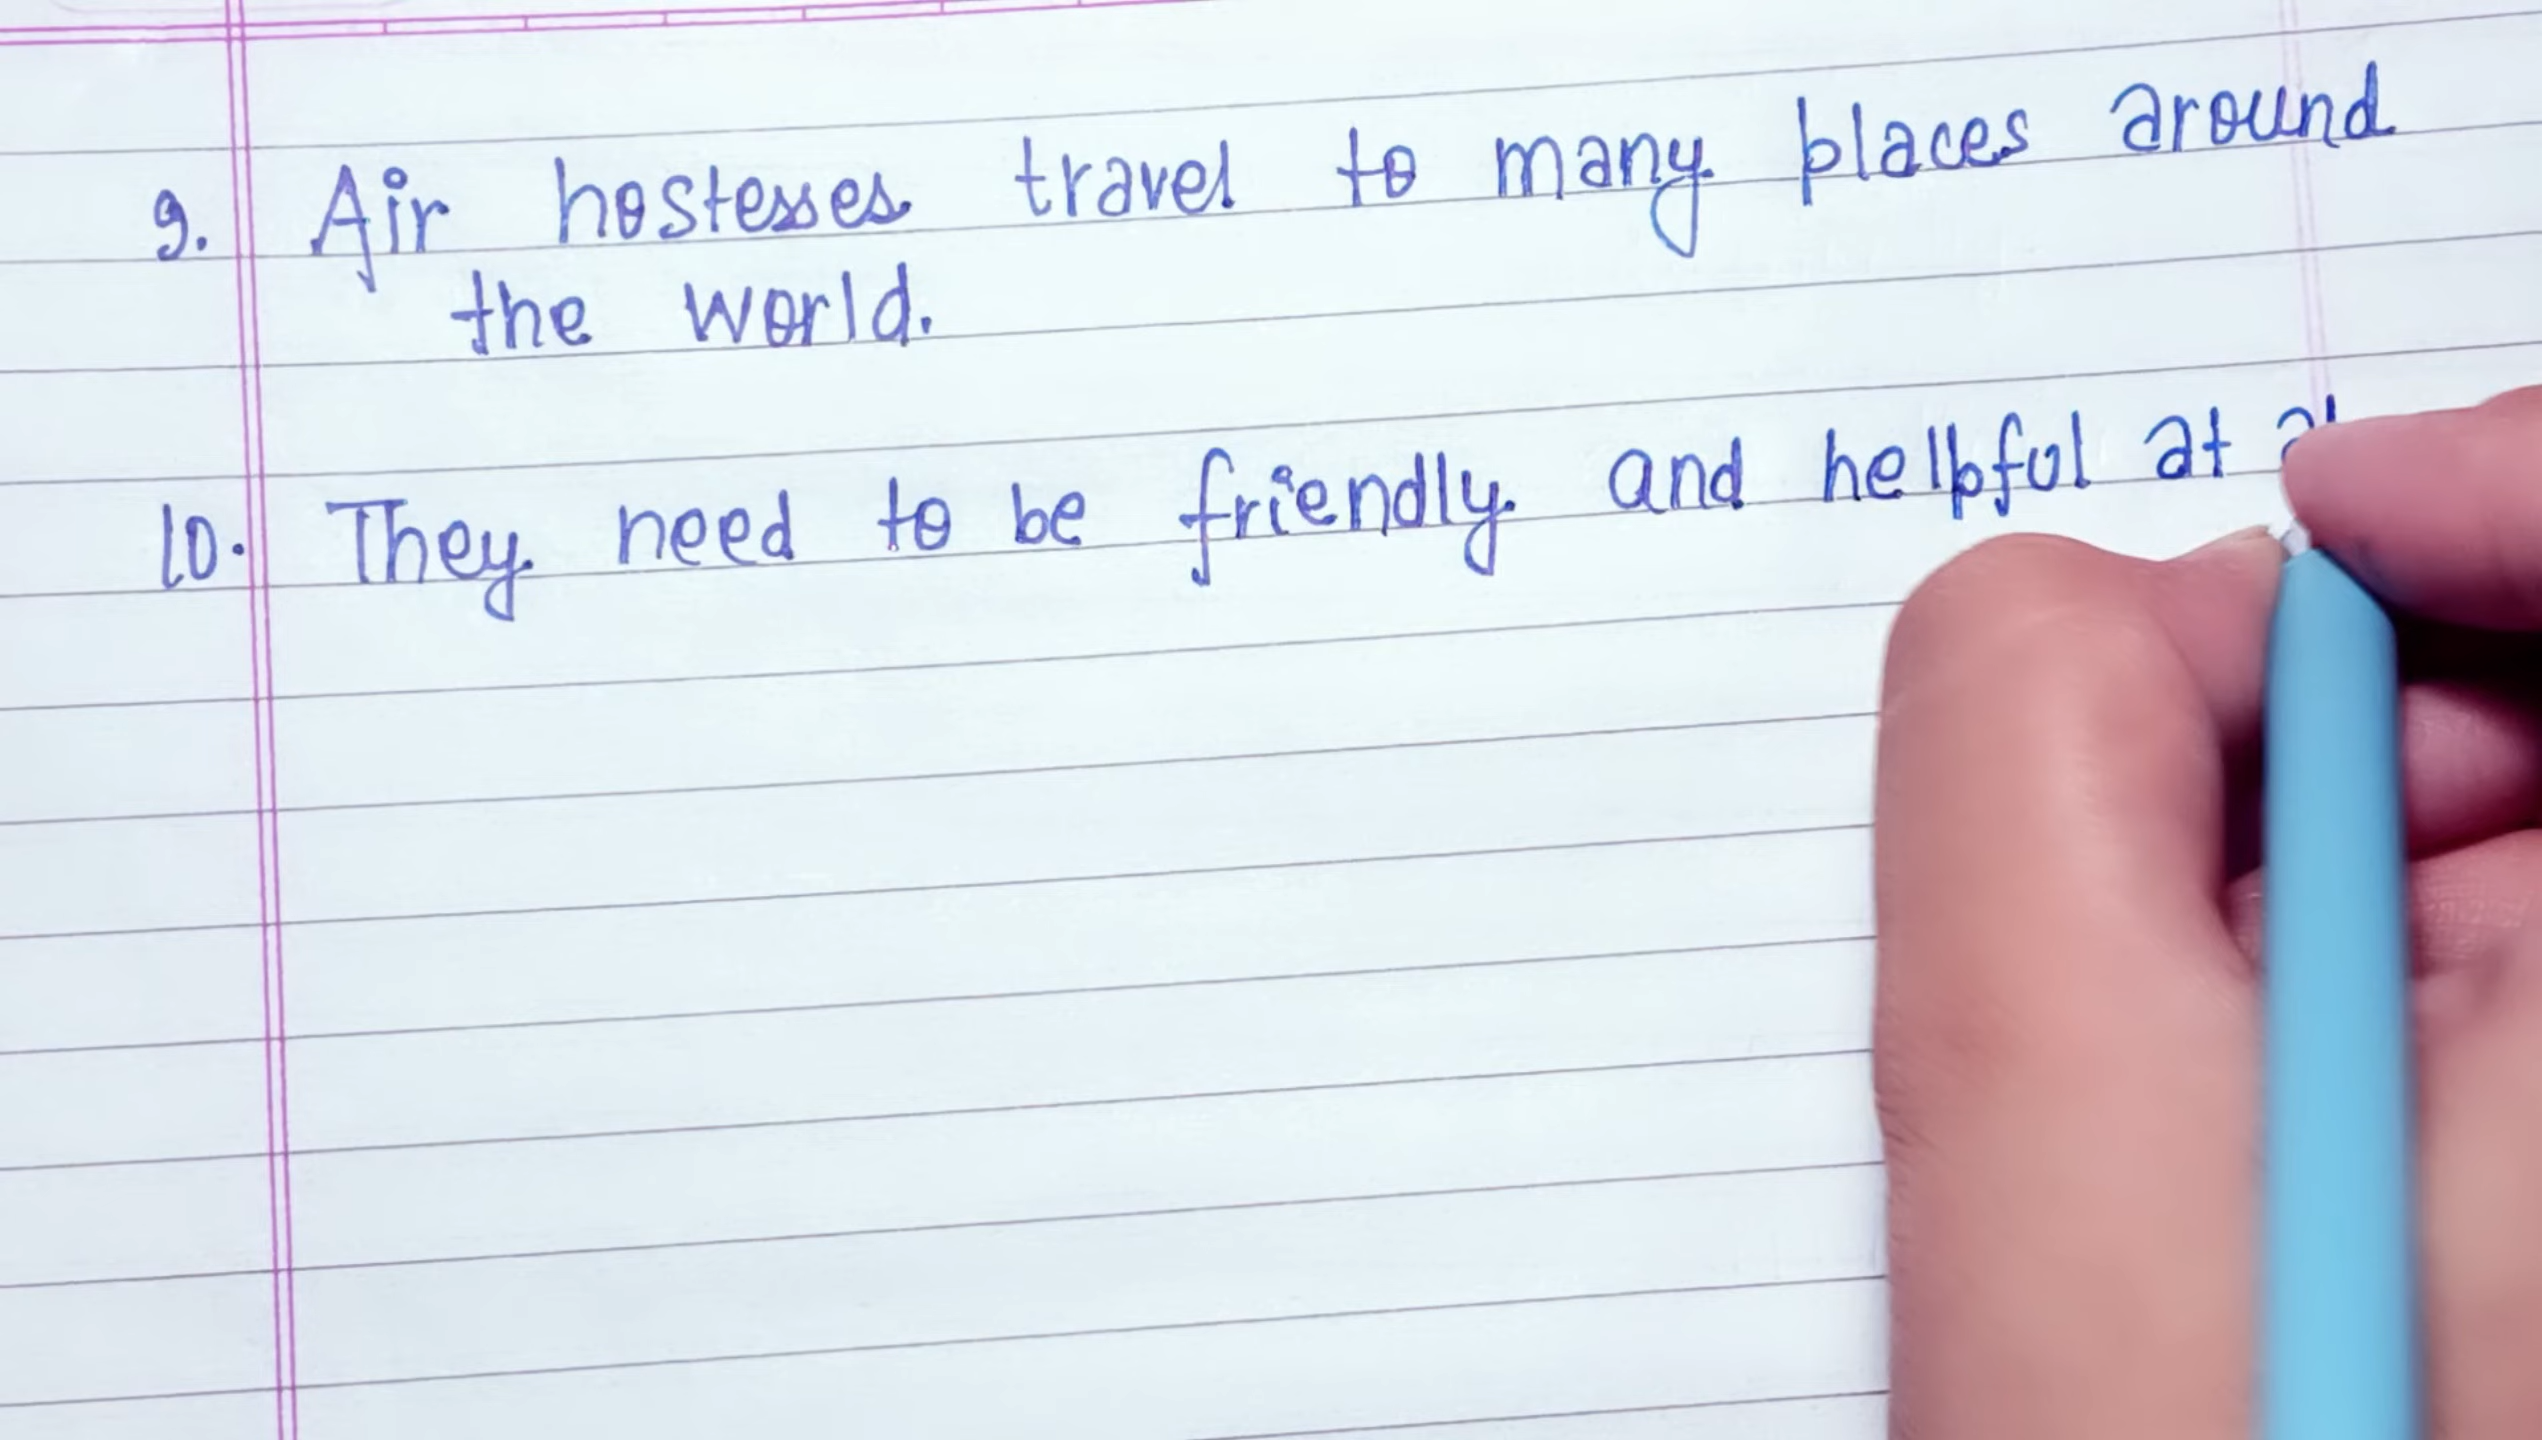 9. Air hostesses travel to many places around
the world.
10. They need to be friendly and helpful at